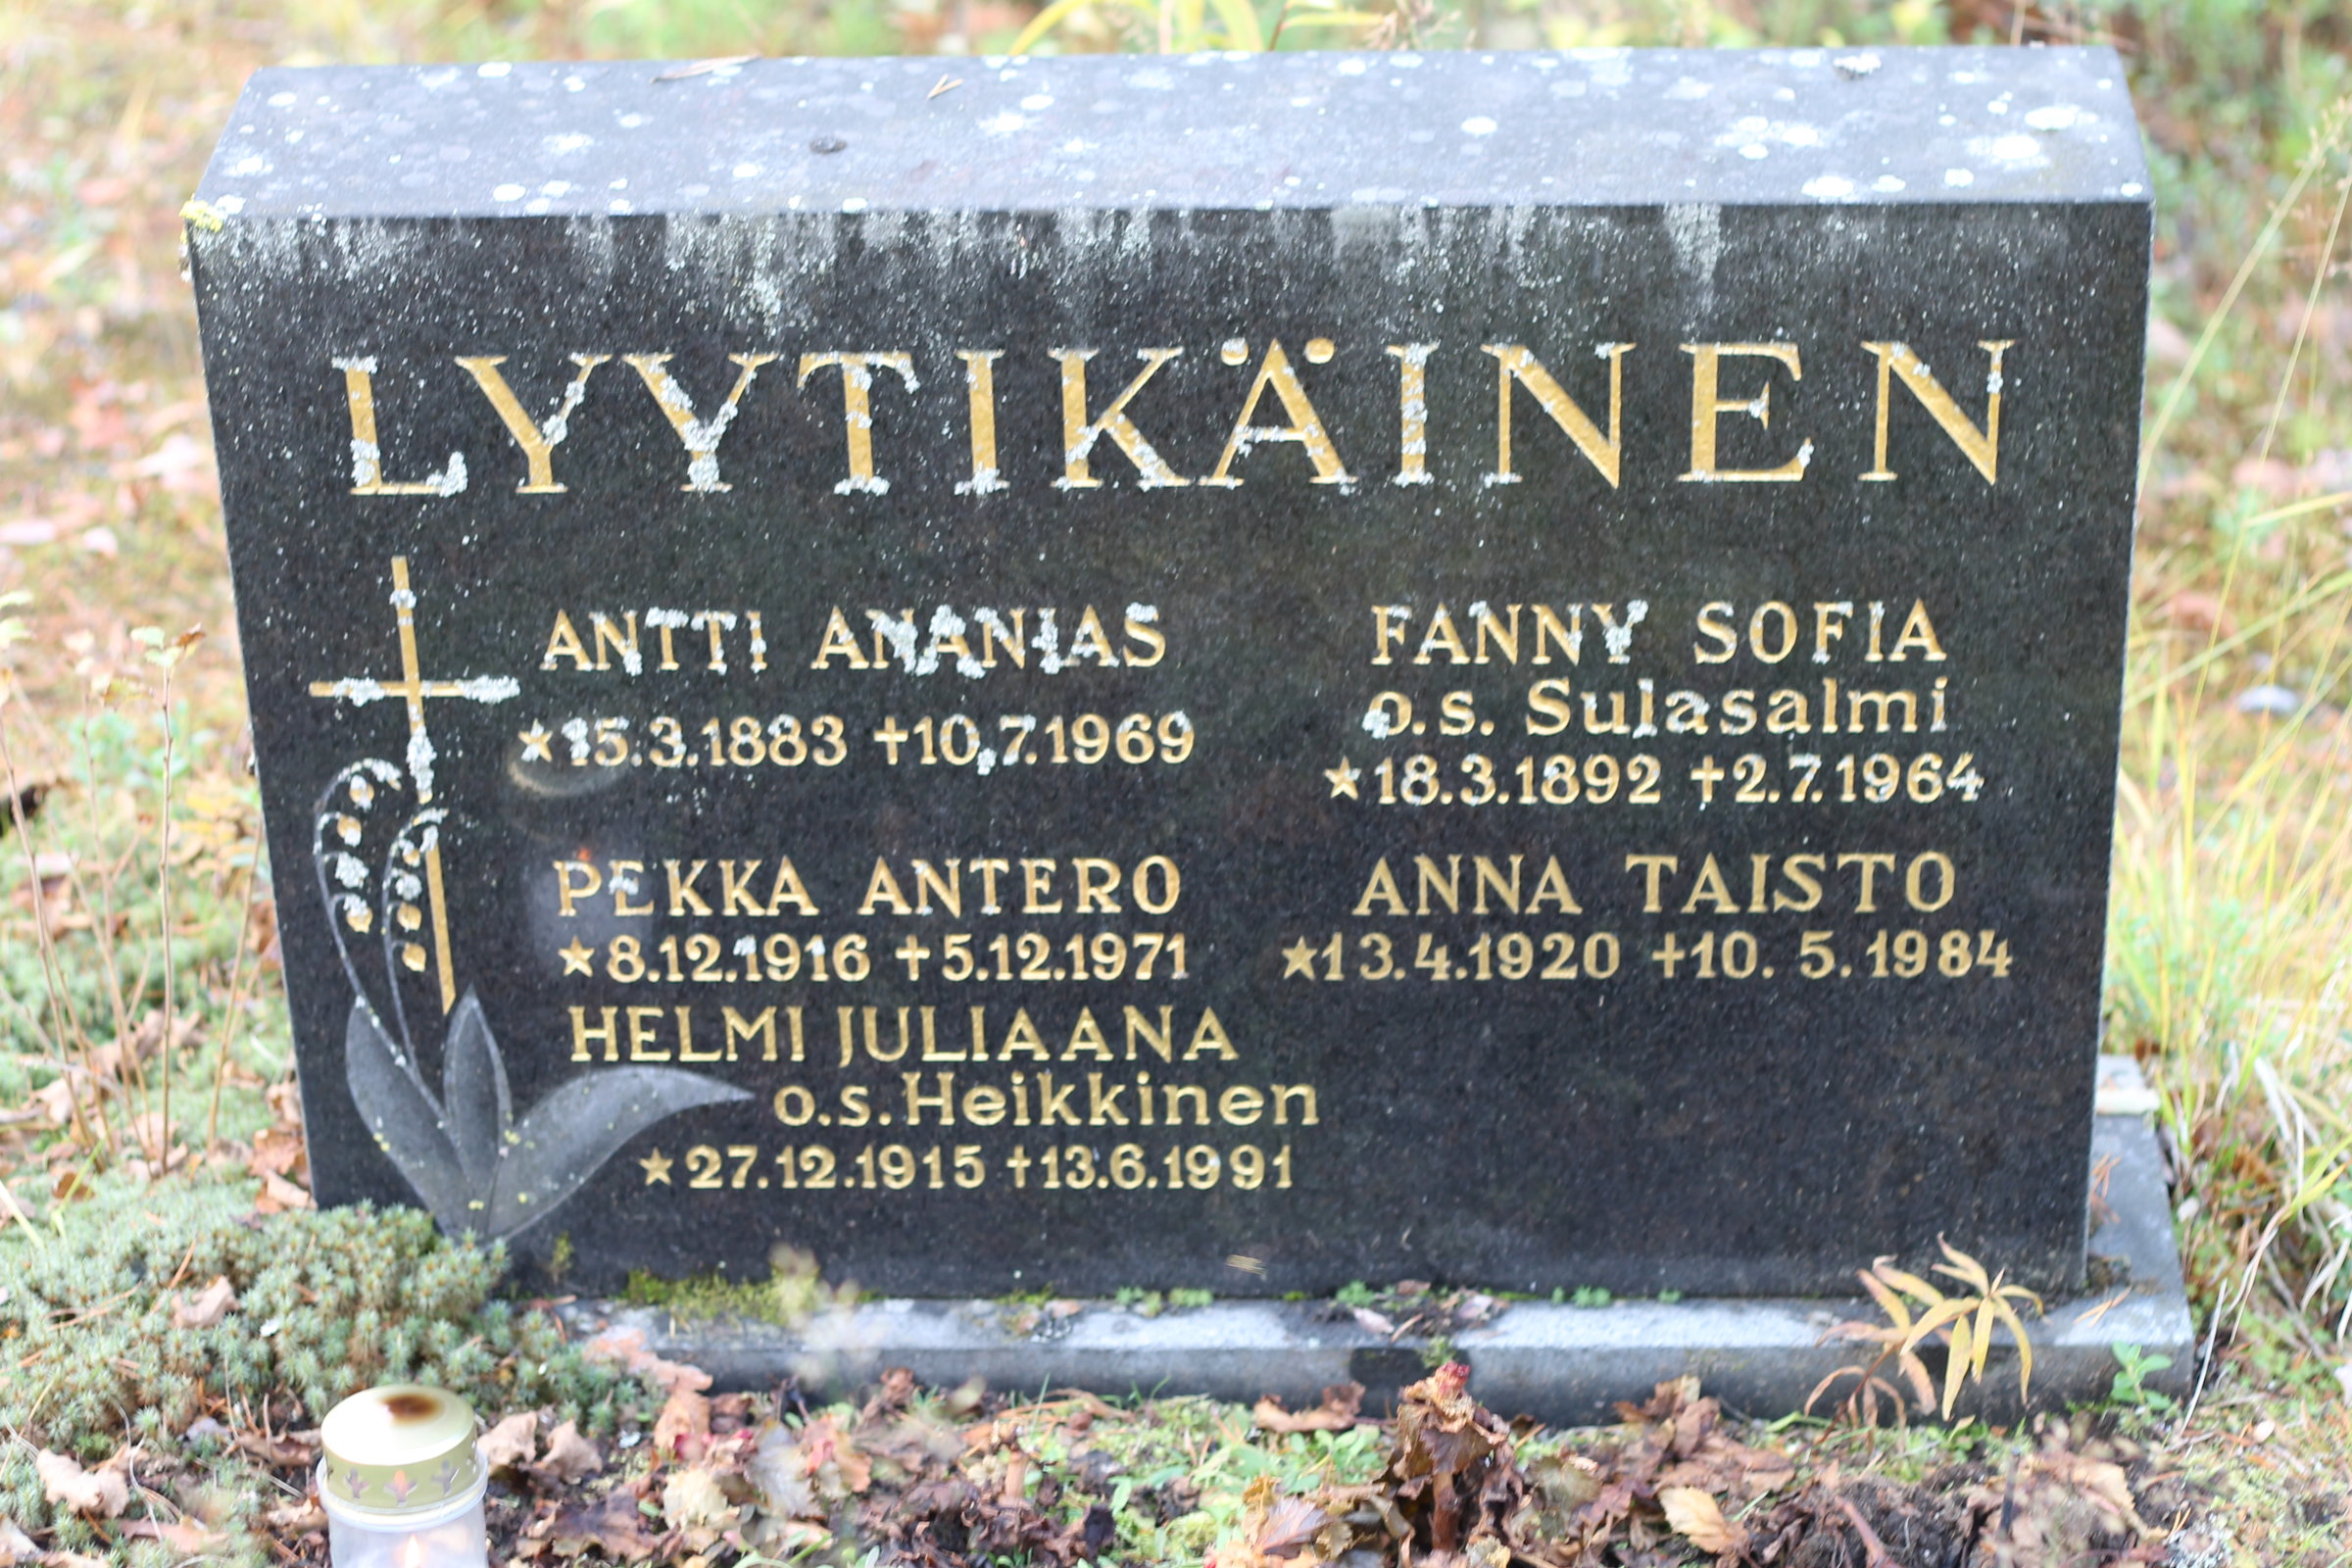 LYYTIKÄINEN
ANTTI ANANIAS
★15.3.1883 †10.7.1969
FANNY SOFIA
o.s. Sulasalmi
★18.3.1892 †2.7.1964
PEKKA ANTERO
★8.12.1916 †5.12.1971
ANNA TAISTO
★13.4.1920 †10. 5.1984
HELMI JULIAANA
o.s. Heikkinen
★27.12.1915 †13.6.1991